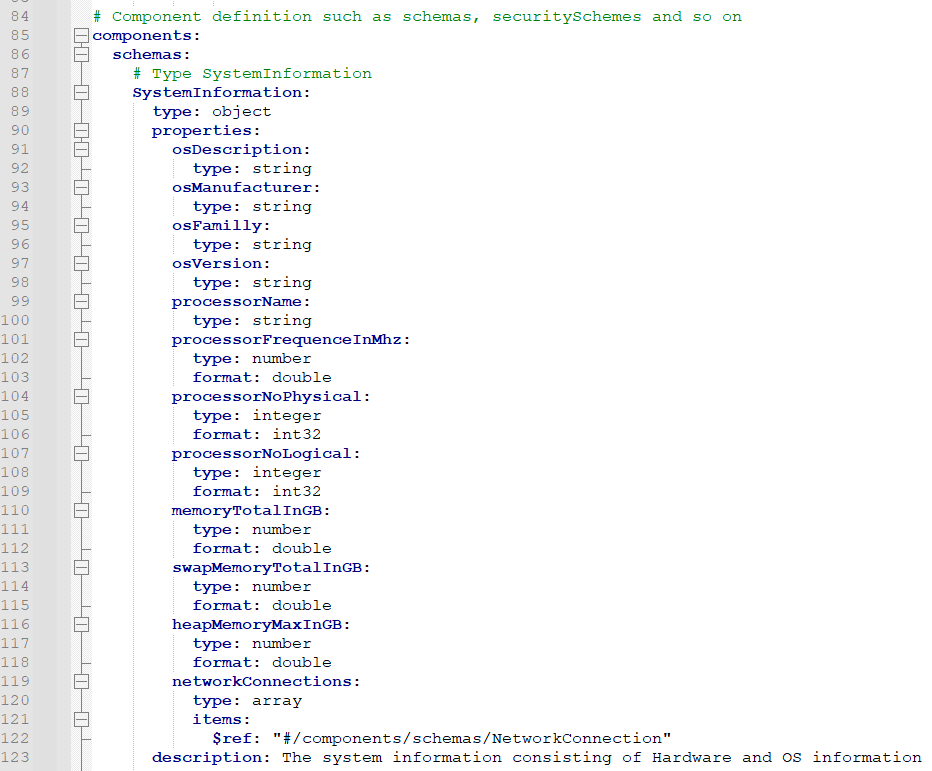 84 # Component definition such as schemas, securitySchemes and so on
85 components:
86   schemas:
87     # Type SystemInformation
88     SystemInformation:
89       type: object
90       properties:
91         osDescription:
92           type: string
93         osManufacturer:
94           type: string
95         osFamilly:
96           type: string
97         osVersion:
98           type: string
99         processorName:
100           type: string
101         processorFrequenceInMhz:
102           type: number
103           format: double
104         processorNoPhysical:
105           type: integer
106           format: int32
107         processorNoLogical:
108           type: integer
109           format: int32
110         memoryTotalInGB:
111           type: number
112           format: double
113         swapMemoryTotalInGB:
114           type: number
115           format: double
116         heapMemoryMaxInGB:
117           type: number
118           format: double
119         networkConnections:
120           type: array
121           items:
122             $ref: "#/components/schemas/NetworkConnection"
123       description: The system information consisting of Hardware and OS information